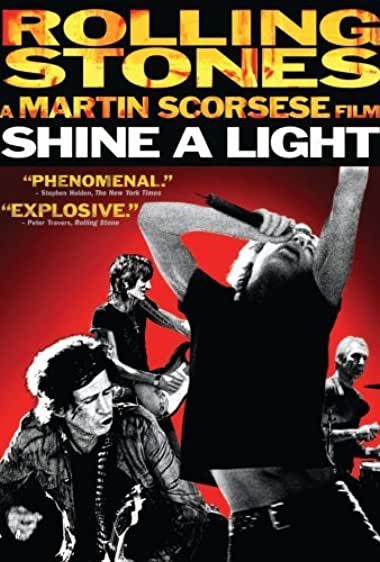 ROLLING
STONES
A MARTIN SCORSESE FILM
SHINE A LIGHT
“PHENOMENAL.”
– Stephen Holden, The New York Times
“EXPLOSIVE.”
– Peter Travers, Rolling Stone